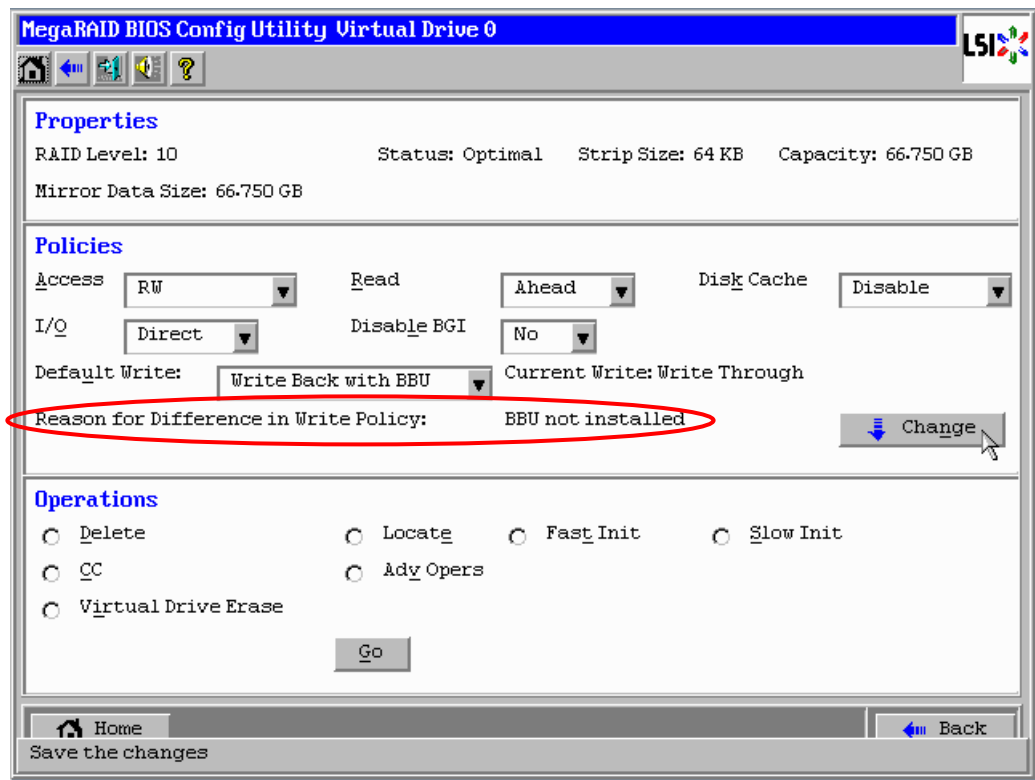 MegaRAID BIOS Config Utility Virtual Drive 0
LSI
Properties
RAID Level: 10 Status: Optimal Strip Size: 64 KB Capacity: 66.750 GB
Mirror Data Size: 66.750 GB
Policies
Access RW Read Ahead Disk Cache Disable
I/O Direct Disable BGI No
Default Write: Write Back with BBU Current Write: Write Through
Reason for Difference in Write Policy: BBU not installed
Change
Operations
Delete Locate Fast Init Slow Init
CC Adv Opers
Virtual Drive Erase
Go
Home Back
Save the changes